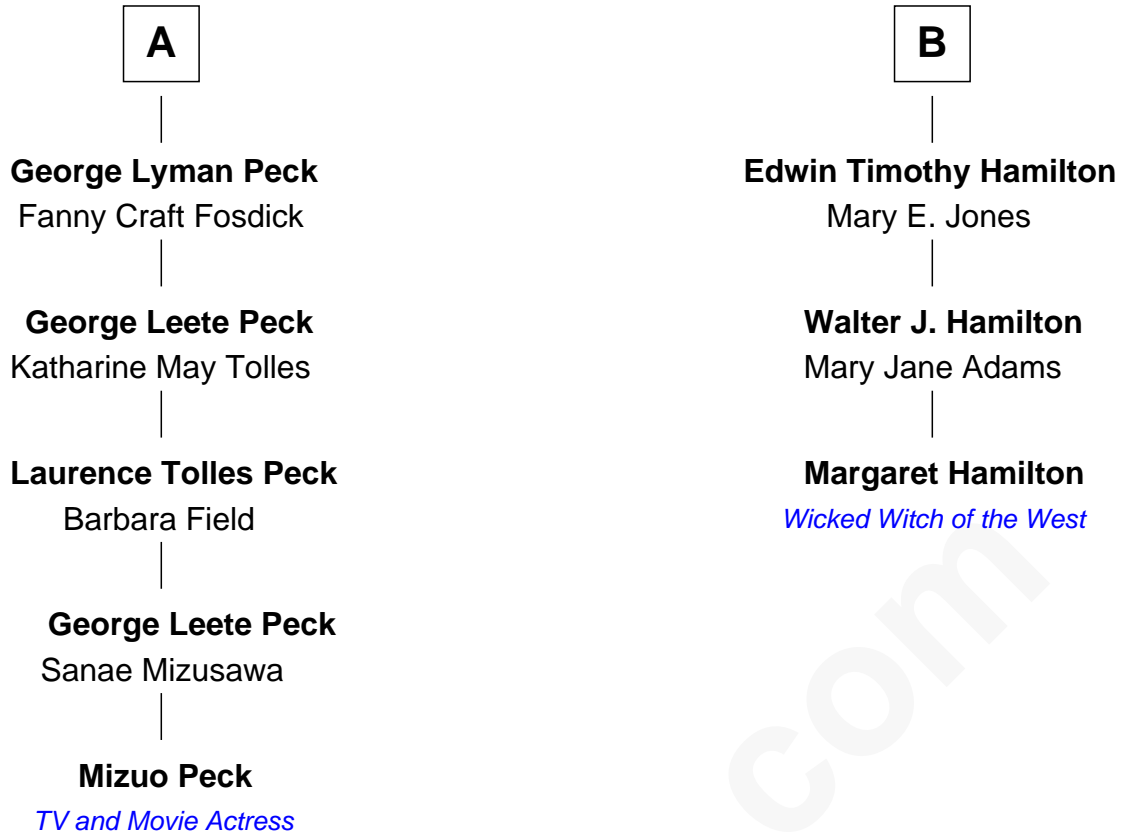 A
George Lyman Peck
Fanny Craft Fosdick
George Leete Peck
Katharine May Tolles
Laurence Tolles Peck
Barbara Field
George Leete Peck
Sanae Mizusawa
Mizuo Peck
TV and Movie Actress
B
Edwin Timothy Hamilton
Mary E. Jones
Walter J. Hamilton
Mary Jane Adams
Margaret Hamilton
Wicked Witch of the West
com